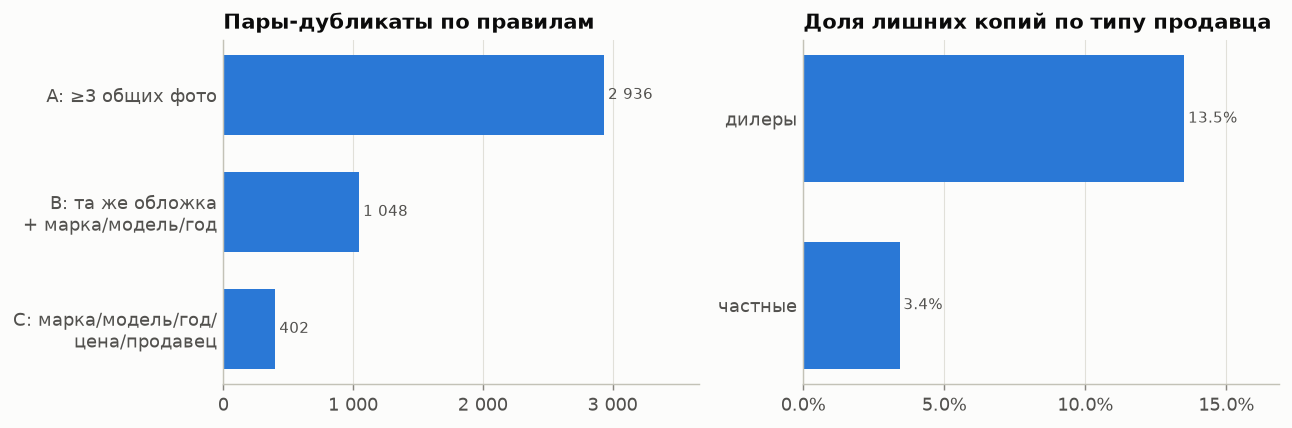 Пары-дубликаты по правилам
A: ≥3 общих фото
2 936
B: та же обложка
+ марка/модель/год
1 048
C: марка/модель/год/
цена/продавец
402
0
1 000
2 000
3 000
Доля лишних копий по типу продавца
дилеры
13.5%
частные
3.4%
0.0%
5.0%
10.0%
15.0%